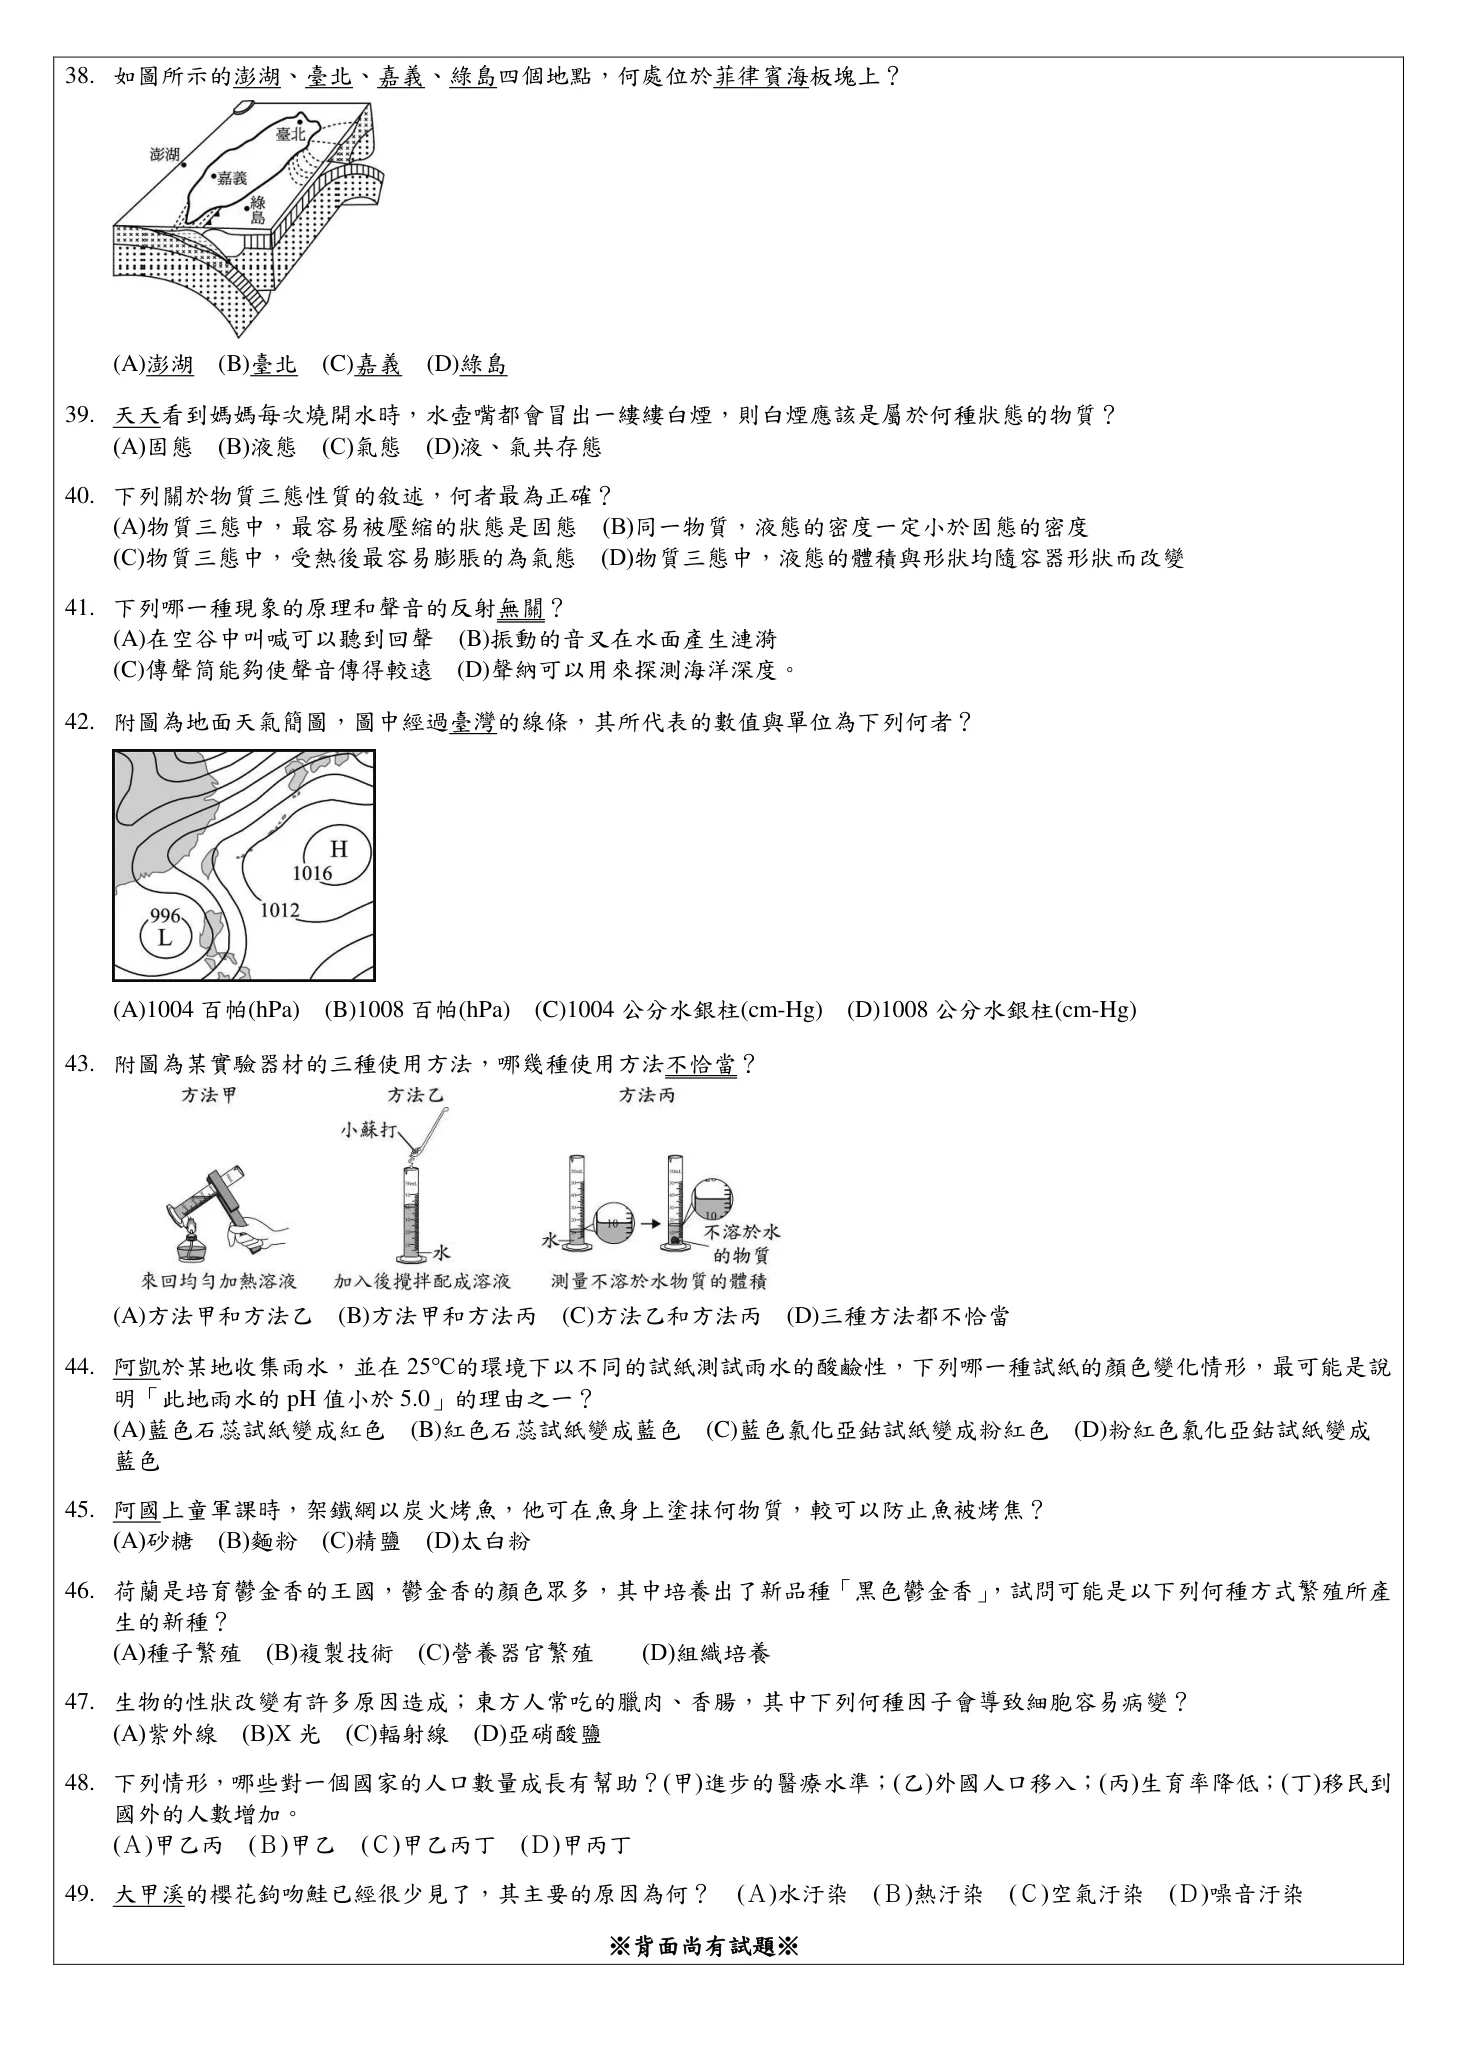 38. 如圖所示的澎湖、臺北、嘉義、綠島四個地點，何處位於菲律賓海板塊上？
臺北
澎湖
嘉義
綠島
(A)澎湖 (B)臺北 (C)嘉義 (D)綠島
39. 天天看到媽媽每次燒開水時，水壺嘴都會冒出一縷縷白煙，則白煙應該是屬於何種狀態的物質？
(A)固態 (B)液態 (C)氣態 (D)液、氣共存態
40. 下列關於物質三態性質的敘述，何者最為正確？
(A)物質三態中，最容易被壓縮的狀態是固態 (B)同一物質，液態的密度一定小於固態的密度
(C)物質三態中，受熱後最容易膨脹的為氣態 (D)物質三態中，液態的體積與形狀均隨容器形狀而改變
41. 下列哪一種現象的原理和聲音的反射無關？
(A)在空谷中叫喊可以聽到回聲 (B)振動的音叉在水面產生漣漪
(C)傳聲筒能夠使聲音傳得較遠 (D)聲納可以用來探測海洋深度。
42. 附圖為地面天氣簡圖，圖中經過臺灣的線條，其所代表的數值與單位為下列何者？
H
1016
1012
996
L
(A)1004 百帕(hPa) (B)1008 百帕(hPa) (C)1004 公分水銀柱(cm-Hg) (D)1008 公分水銀柱(cm-Hg)
43. 附圖為某實驗器材的三種使用方法，哪幾種使用方法不恰當？
方法甲 方法乙 方法丙
小蘇打
10 10
水 水 不溶於水
的物質
來回均勻加熱溶液 加入後攪拌配成溶液 測量不溶於水物質的體積
(A)方法甲和方法乙 (B)方法甲和方法丙 (C)方法乙和方法丙 (D)三種方法都不恰當
44. 阿凱於某地收集雨水，並在 25℃的環境下以不同的試紙測試雨水的酸鹼性，下列哪一種試紙的顏色變化情形，最可能是說
明「此地雨水的 pH 值小於 5.0」的理由之一？
(A)藍色石蕊試紙變成紅色 (B)紅色石蕊試紙變成藍色 (C)藍色氯化亞鈷試紙變成粉紅色 (D)粉紅色氯化亞鈷試紙變成
藍色
45. 阿國上童軍課時，架鐵網以炭火烤魚，他可在魚身上塗抹何物質，較可以防止魚被烤焦？
(A)砂糖 (B)麵粉 (C)精鹽 (D)太白粉
46. 荷蘭是培育鬱金香的王國，鬱金香的顏色眾多，其中培養出了新品種「黑色鬱金香」，試問可能是以下列何種方式繁殖所產
生的新種？
(A)種子繁殖 (B)複製技術 (C)營養器官繁殖 (D)組織培養
47. 生物的性狀改變有許多原因造成；東方人常吃的臘肉、香腸，其中下列何種因子會導致細胞容易病變？
(A)紫外線 (B)X 光 (C)輻射線 (D)亞硝酸鹽
48. 下列情形，哪些對一個國家的人口數量成長有幫助？(甲)進步的醫療水準；(乙)外國人口移入；(丙)生育率降低；(丁)移民到
國外的人數增加。
(Ａ)甲乙丙 (Ｂ)甲乙 (Ｃ)甲乙丙丁 (Ｄ)甲丙丁
49. 大甲溪的櫻花鉤吻鮭已經很少見了，其主要的原因為何？ (Ａ)水汙染 (Ｂ)熱汙染 (Ｃ)空氣汙染 (Ｄ)噪音汙染
※背面尚有試題※